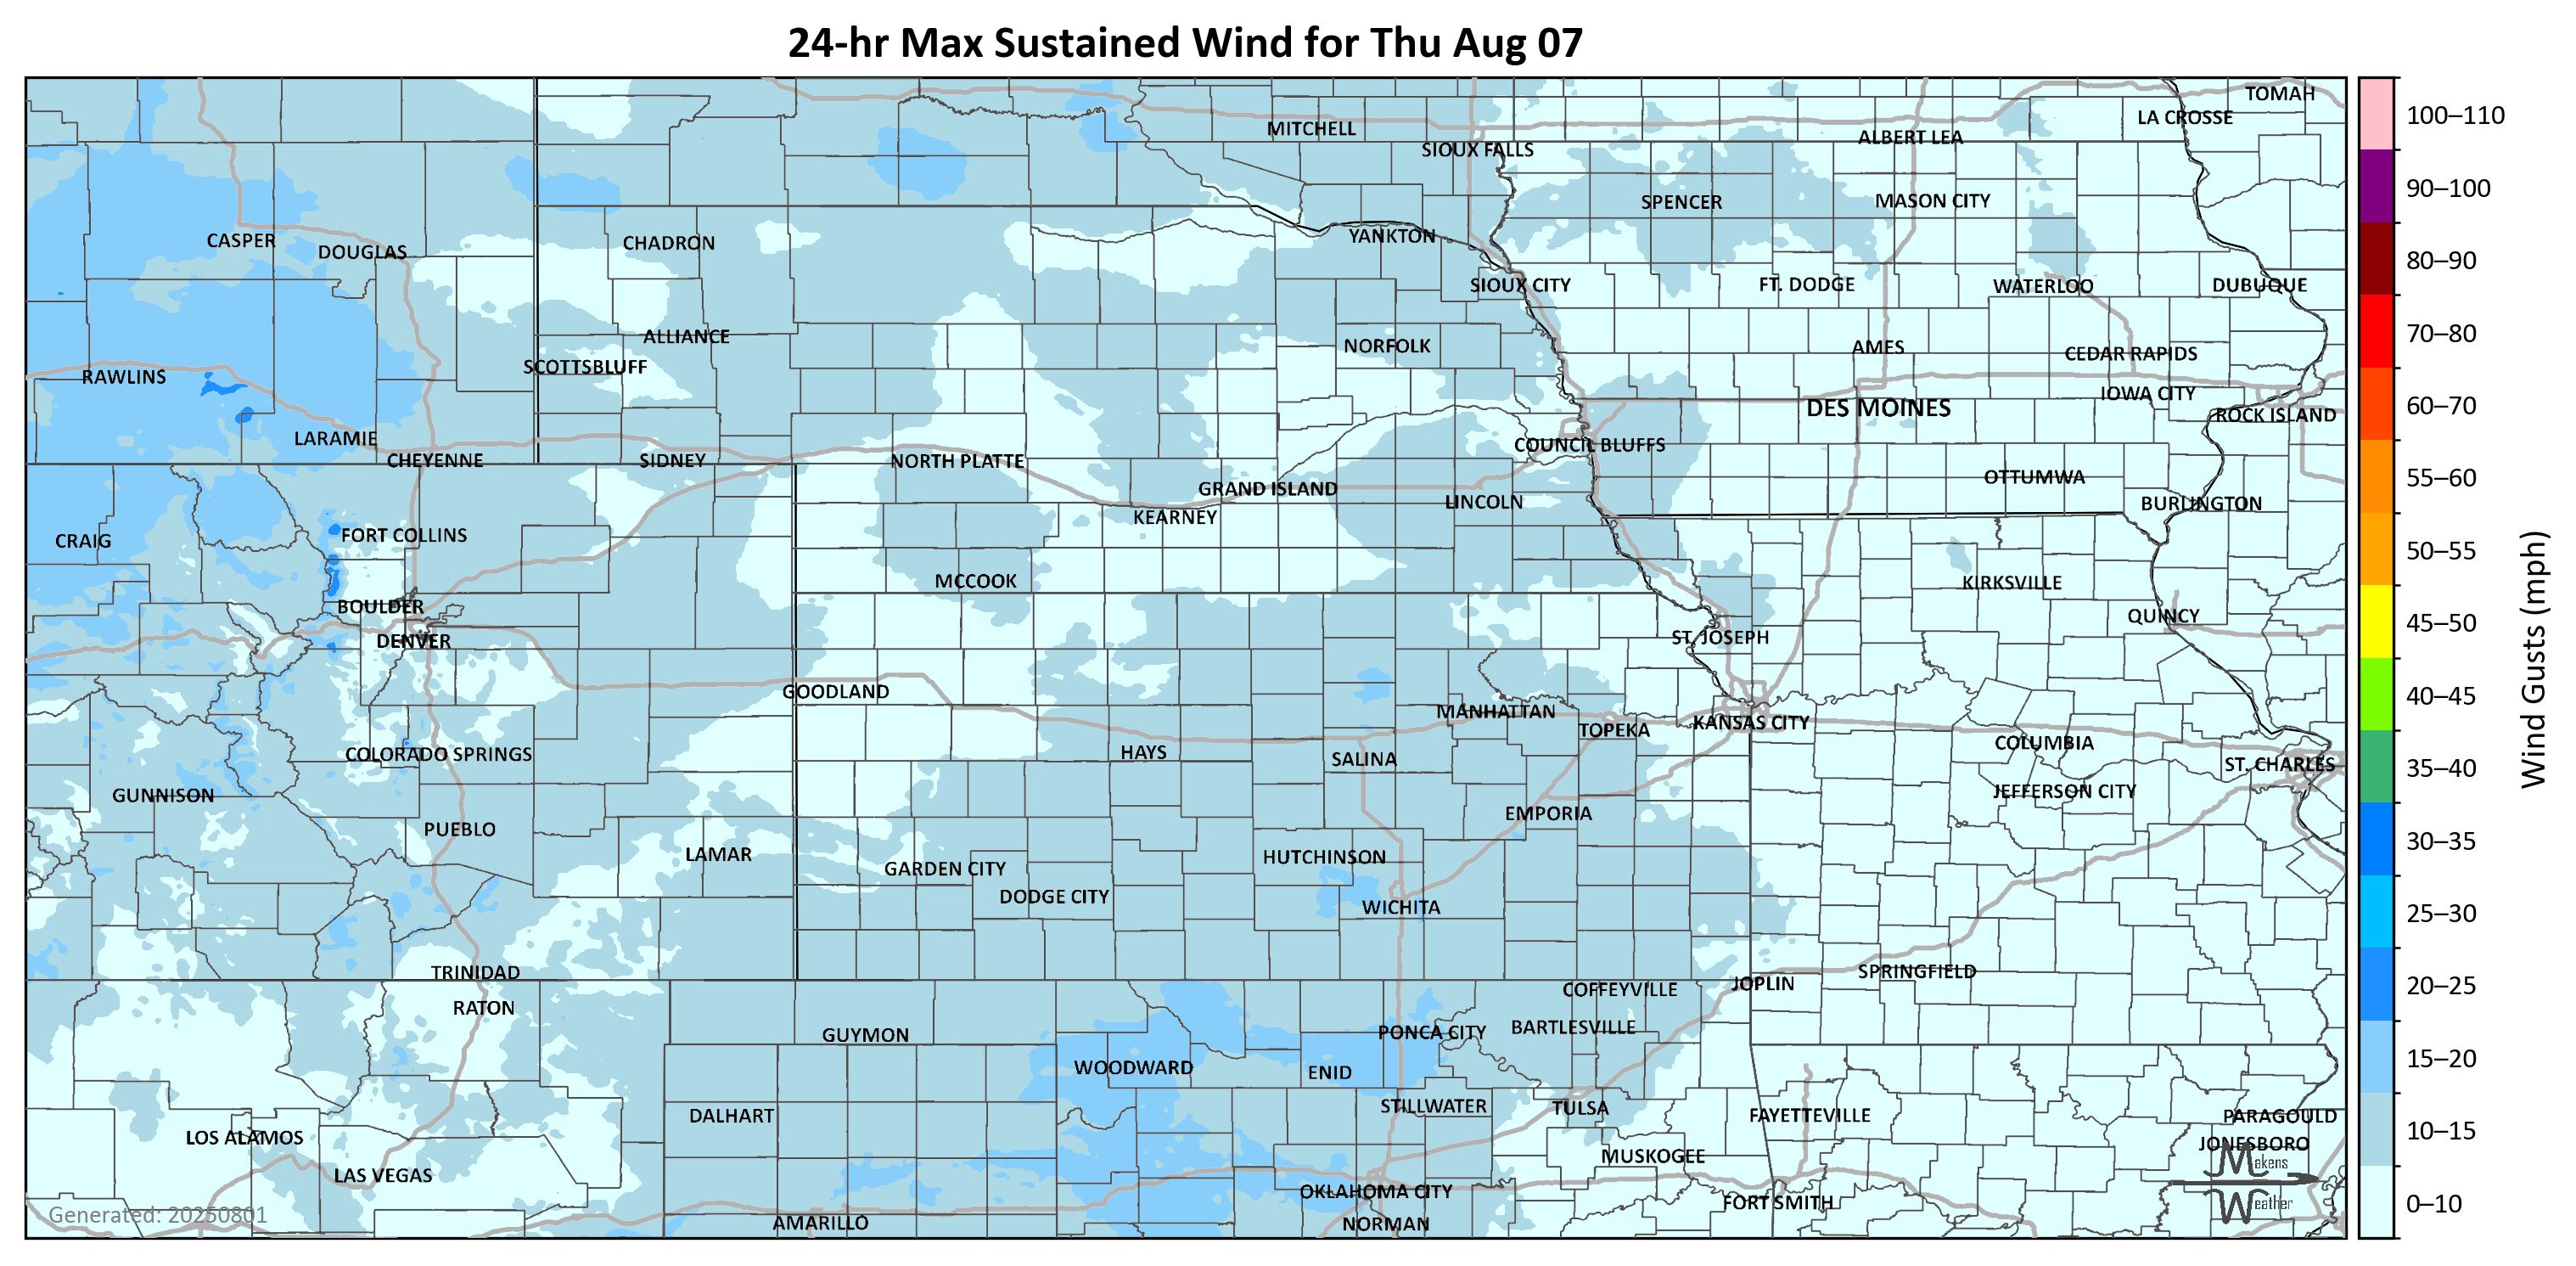 24-hr Max Sustained Wind for Thu Aug 07
TOMAH
LA CROSSE
MITCHELL
ALBERT LEA
SIOUX FALLS
SPENCER
MASON CITY
CASPER
DOUGLAS
CHADRON
YANKTON
SIOUX CITY
FT. DODGE
WATERLOO
DUBUQUE
ALLIANCE
NORFOLK
AMES
CEDAR RAPIDS
RAWLINS
SCOTTSBLUFF
IOWA CITY
DES MOINES
ROCK ISLAND
LARAMIE
COUNCIL BLUFFS
CHEYENNE
SIDNEY
NORTH PLATTE
OTTUMWA
GRAND ISLAND
LINCOLN
BURLINGTON
KEARNEY
CRAIG
FORT COLLINS
MCCOOK
KIRKSVILLE
BOULDER
QUINCY
DENVER
ST. JOSEPH
GOODLAND
MANHATTAN
TOPEKA
KANSAS CITY
COLUMBIA
COLORADO SPRINGS
HAYS
SALINA
ST. CHARLES
GUNNISON
JEFFERSON CITY
EMPORIA
PUEBLO
LAMAR
HUTCHINSON
GARDEN CITY
DODGE CITY
WICHITA
TRINIDAD
SPRINGFIELD
JOPLIN
COFFEYVILLE
RATON
GUYMON
PONCA CITY
BARTLESVILLE
WOODWARD
ENID
DALHART
STILLWATER
TULSA
FAYETTEVILLE
PARAGOULD
LOS ALAMOS
JONESBORO
MUSKOGEE
LAS VEGAS
OKLAHOMA CITY
FORT SMITH
AMARILLO
NORMAN
Generated: 20250801
Makens
Weather
100–110
90–100
80–90
70–80
60–70
55–60
50–55
45–50
40–45
35–40
30–35
25–30
20–25
15–20
10–15
0–10
Wind Gusts (mph)